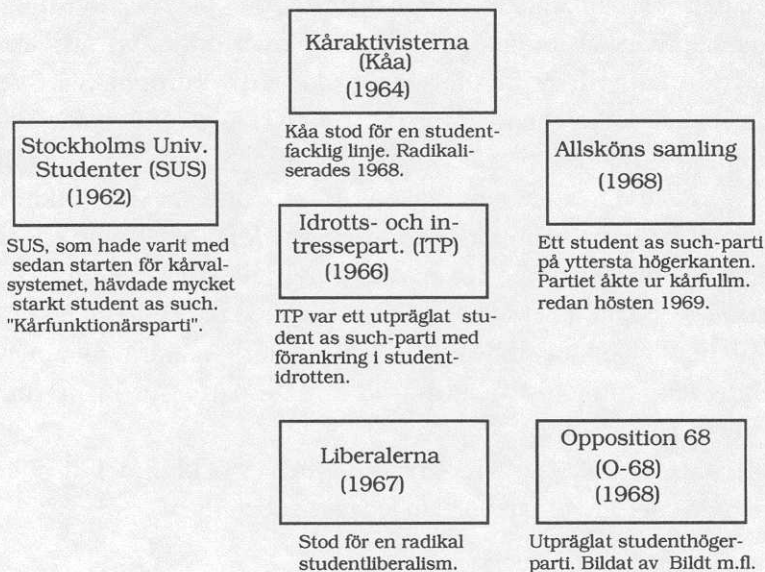 Kåraktivisterna
(Kåa)
(1964)
Kåa stod för en student-
facklig linje. Radikali-
serades 1968.
Stockholms Univ.
Studenter (SUS)
(1962)
SUS, som hade varit med
sedan starten för kårval-
systemet, hävdade mycket
starkt student as such.
"Kårfunktionärsparti".
Idrotts- och in-
tressepart. (ITP)
(1966)
ITP var ett utpräglat stu-
dent as such-parti med
förankring i student-
idrotten.
Allsköns samling
(1968)
Ett student as such-parti
på yttersta högerkanten.
Partiet åkte ur kårfullm.
redan hösten 1969.
Liberalerna
(1967)
Stod för en radikal
studentliberalism.
Opposition 68
(O-68)
(1968)
Utpräglat studenthöger-
parti. Bildat av Bildt m.fl.